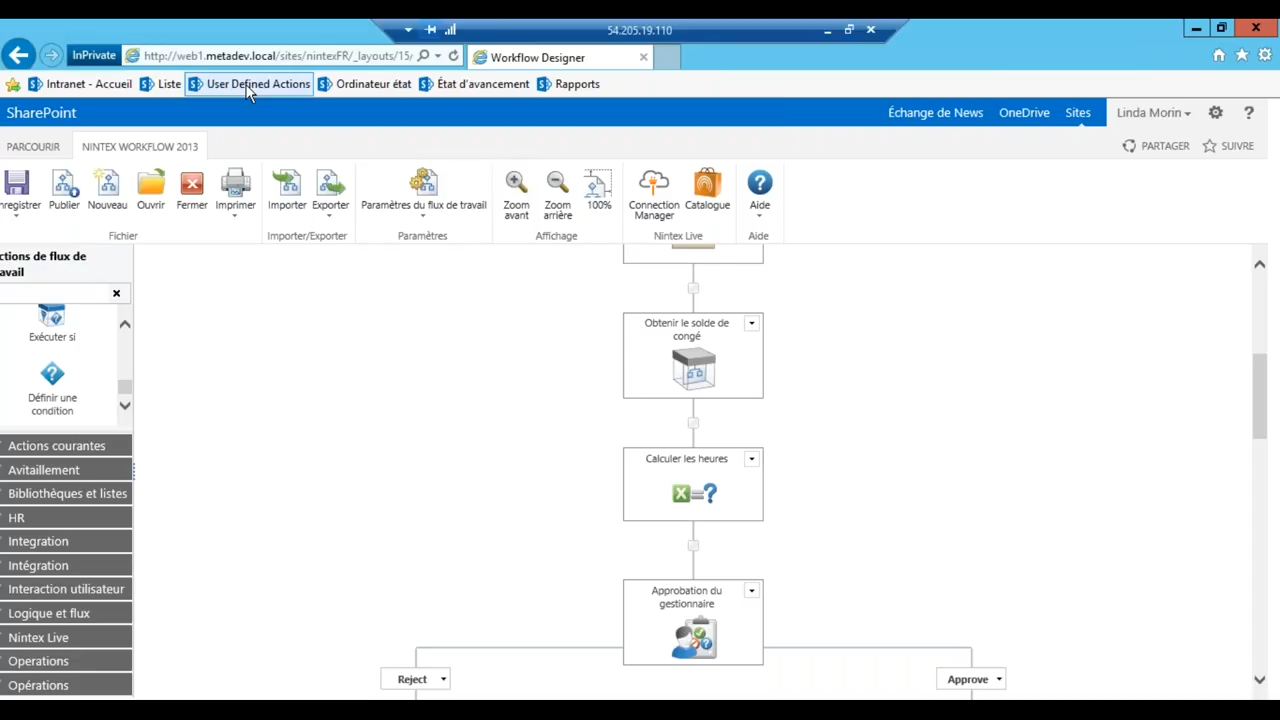 54.205.19.110
InPrivate http://web1.metadev.local/sites/nintexFR/_layouts/15/ Workflow Designer
Intranet - Accueil Liste User Defined Actions Ordinateur état État d'avancement Rapports
SharePoint Échange de News OneDrive Sites Linda Morin ?
PARCOURIR NINTEX WORKFLOW 2013 PARTAGER SUIVRE
nregistrer Publier Nouveau Ouvrir Fermer Imprimer Importer Exporter Paramètres du flux de travail Zoom avant Zoom arrière 100% Connection Manager Catalogue Aide
Fichier Importer/Exporter Paramètres Affichage Nintex Live Aide
ctions de flux de
avail
Exécuter si
Définir une
condition
Actions courantes
Avitaillement
Bibliothèques et listes
HR
Integration
Intégration
Interaction utilisateur
Logique et flux
Nintex Live
Operations
Opérations
Obtenir le solde de
congé
Calculer les heures
X=?
Approbation du
gestionnaire
Reject Approve